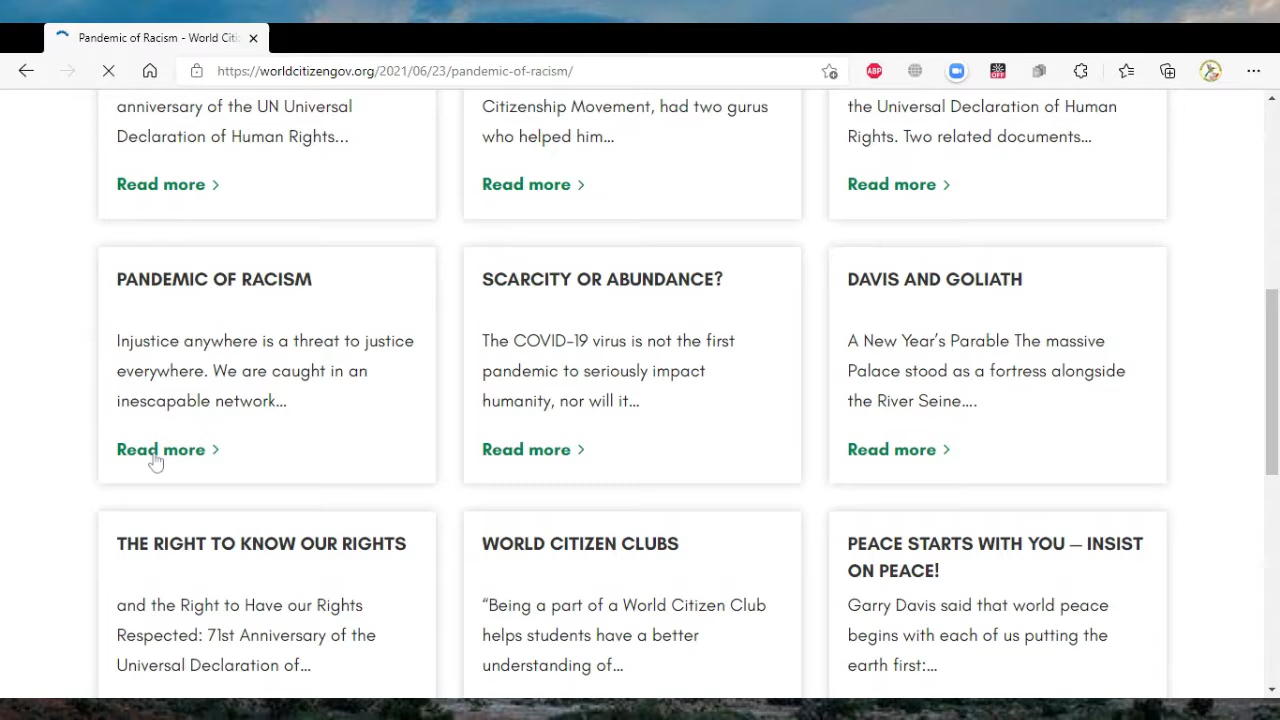 Pandemic of Racism - World Citi
https://worldcitizengov.org/2021/06/23/pandemic-of-racism/
ABP
OFF
anniversary of the UN Universal
Declaration of Human Rights...
Read more >
Citizenship Movement, had two gurus
who helped him...
Read more >
the Universal Declaration of Human
Rights. Two related documents...
Read more >
PANDEMIC OF RACISM
Injustice anywhere is a threat to justice
everywhere. We are caught in an
inescapable network...
Read more >
SCARCITY OR ABUNDANCE?
The COVID-19 virus is not the first
pandemic to seriously impact
humanity, nor will it...
Read more >
DAVIS AND GOLIATH
A New Year’s Parable The massive
Palace stood as a fortress alongside
the River Seine....
Read more >
THE RIGHT TO KNOW OUR RIGHTS
and the Right to Have our Rights
Respected: 71st Anniversary of the
Universal Declaration of...
WORLD CITIZEN CLUBS
“Being a part of a World Citizen Club
helps students have a better
understanding of...
PEACE STARTS WITH YOU — INSIST
ON PEACE!
Garry Davis said that world peace
begins with each of us putting the
earth first:...